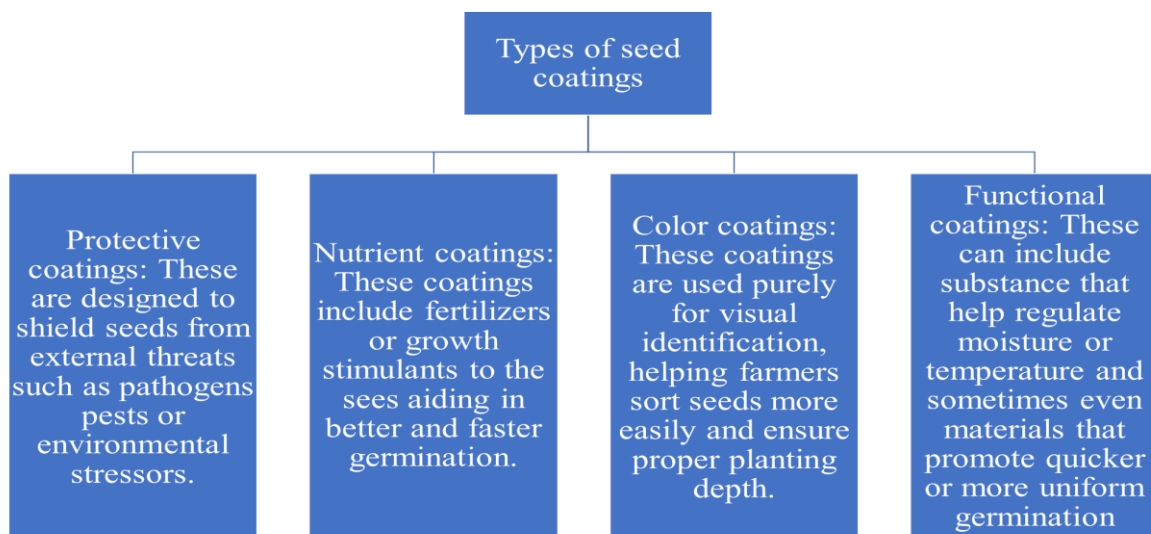 Types of seed
coatings
Protective
coatings: These
are designed to
shield seeds from
external threats
such as pathogens
pests or
environmental
stressors.
Nutrient coatings:
These coatings
include fertilizers
or growth
stimulants to the
sees aiding in
better and faster
germination.
Color coatings:
These coatings
are used purely
for visual
identification,
helping farmers
sort seeds more
easily and ensure
proper planting
depth.
Functional
coatings: These
can include
substance that
help regulate
moisture or
temperature and
sometimes even
materials that
promote quicker
or more uniform
germination